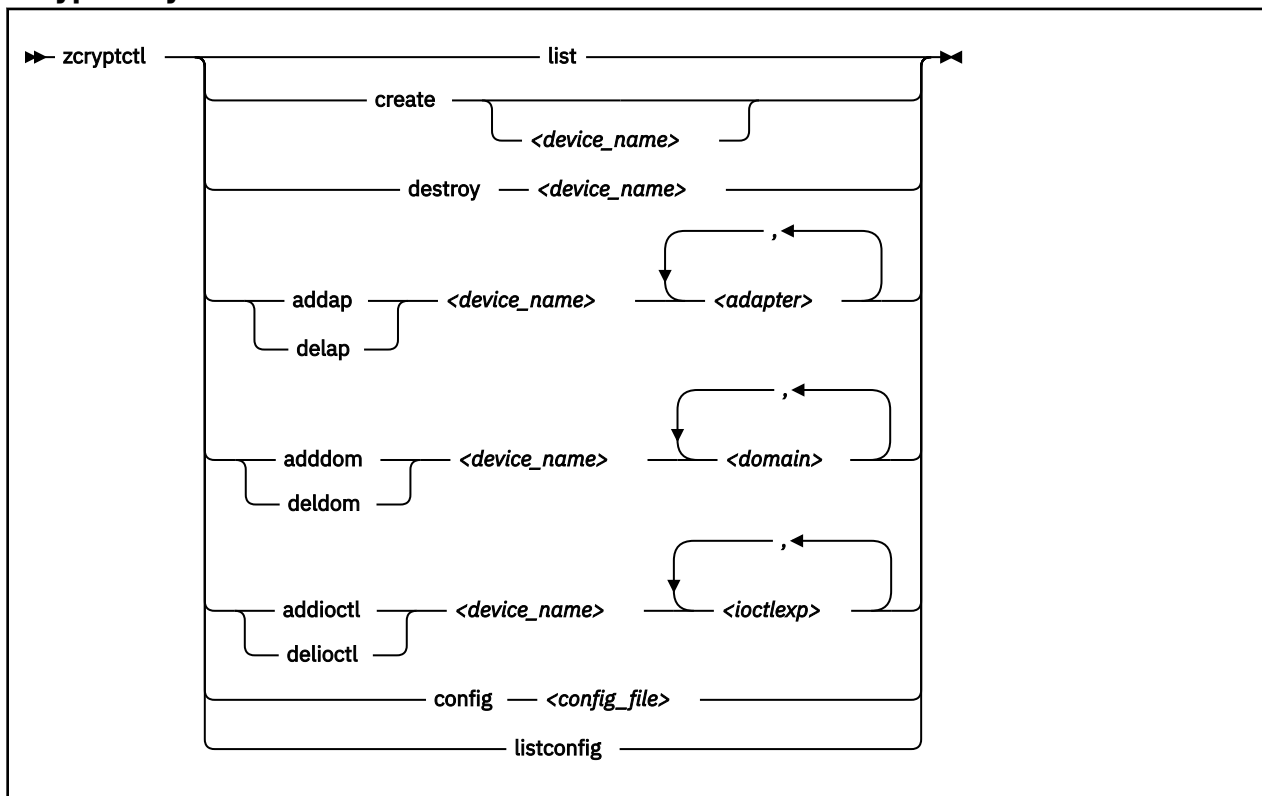 zcryptctl list
create
<device_name>
destroy <device_name>
,
addap <device_name> <adapter>
delap
,
adddom <device_name> <domain>
deldom
,
addioctl <device_name> <ioctlexp>
delioctl
config <config_file>
listconfig